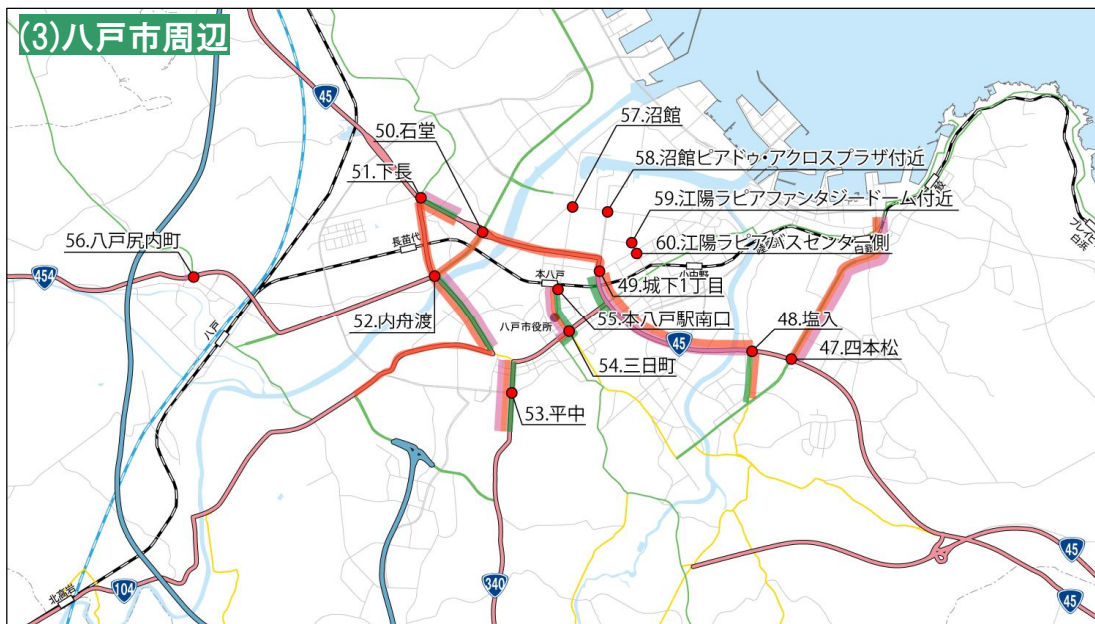 (3)八戸市周辺
45
50.石堂
51.下長
57.沼館
58.沼館ピアドゥ・アクロスプラザ付近
59.江陽ラピアファンタジードーム付近
60.江陽ラピアバスセンター側
56.八戸尻内町
長苗代
454
52.内舟渡
本八戸
小中野
白銀
49.城下1丁目
八戸市役所
55.本八戸駅南口
48.塩入
八戸
45
54.三日町
47.四本松
53.平中
北高岩
104
340
45
45